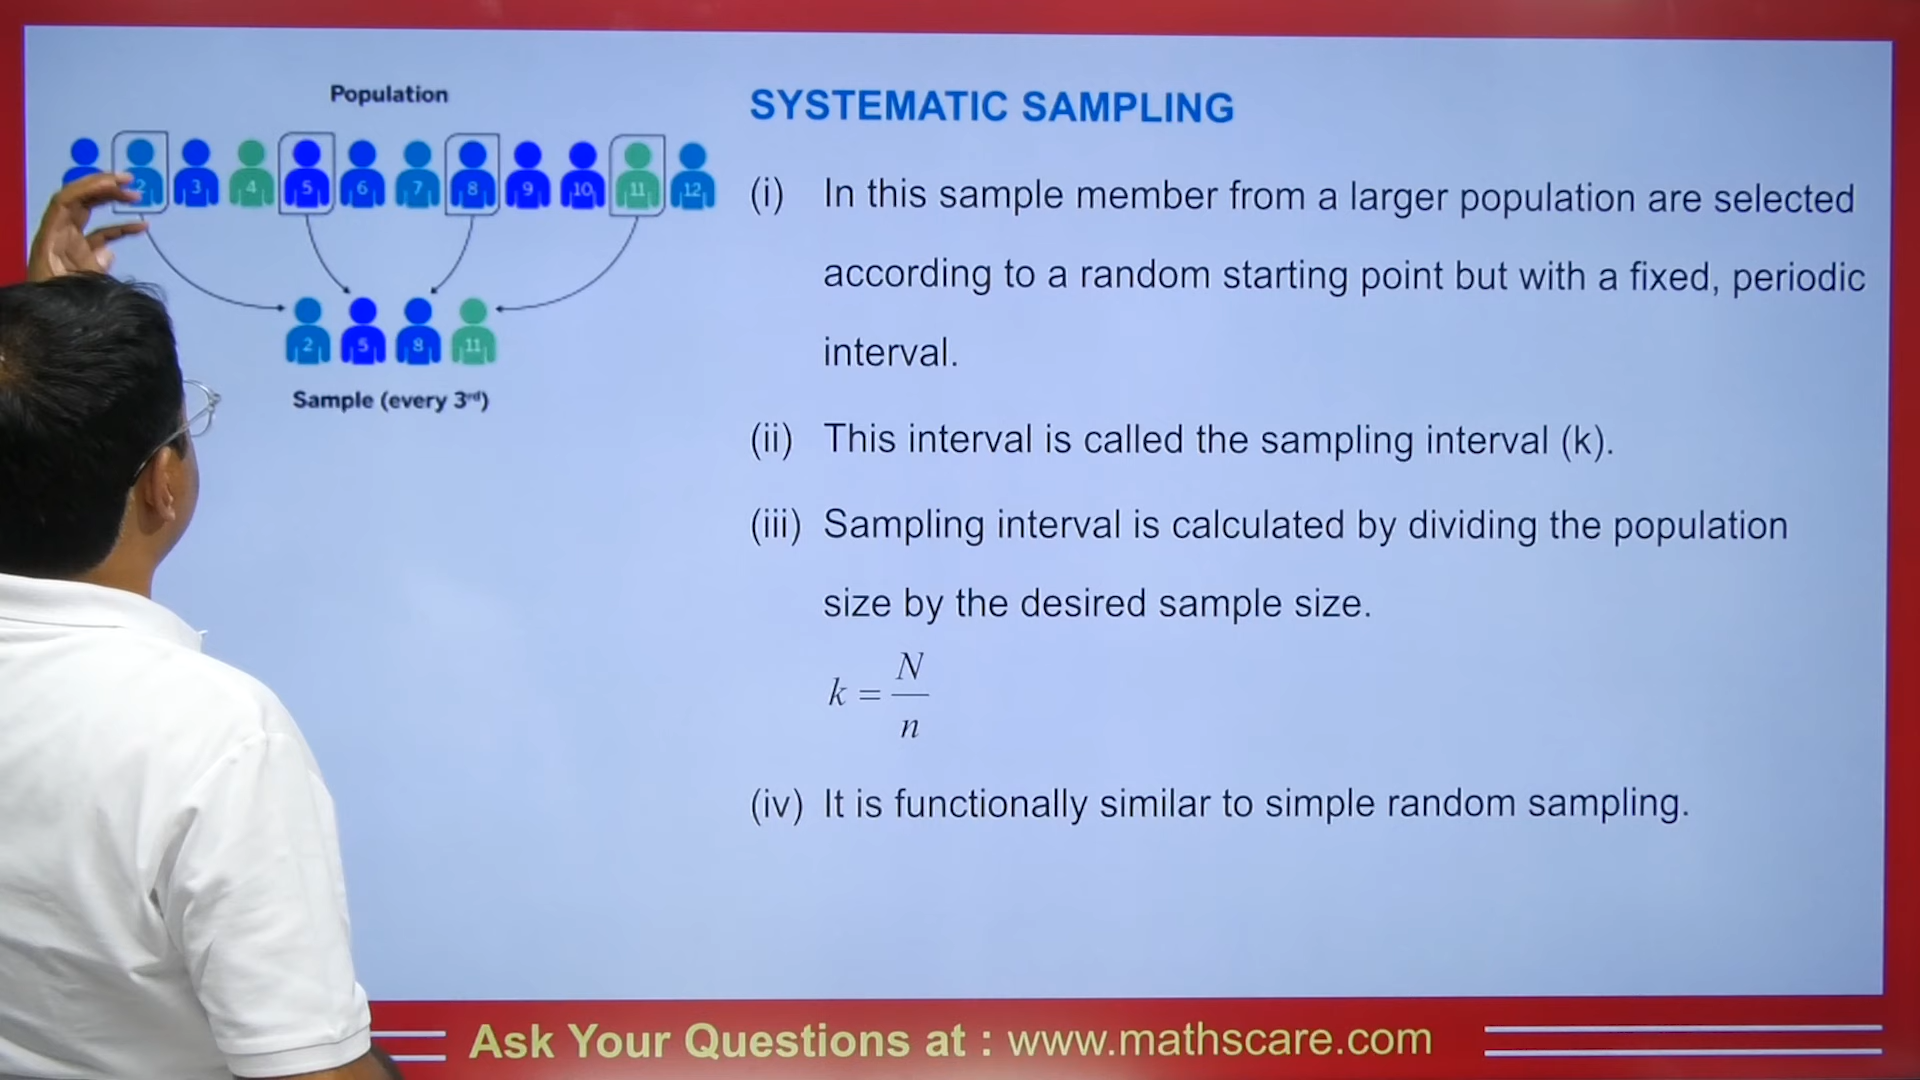 Population
2 3 4 5 6 7 8 9 10 11 12
2 5 8 11
Sample (every 3rd)
SYSTEMATIC SAMPLING
(i) In this sample member from a larger population are selected
according to a random starting point but with a fixed, periodic
interval.
(ii) This interval is called the sampling interval (k).
(iii) Sampling interval is calculated by dividing the population
size by the desired sample size.
k = N/n
(iv) It is functionally similar to simple random sampling.
Ask Your Questions at : www.mathscare.com